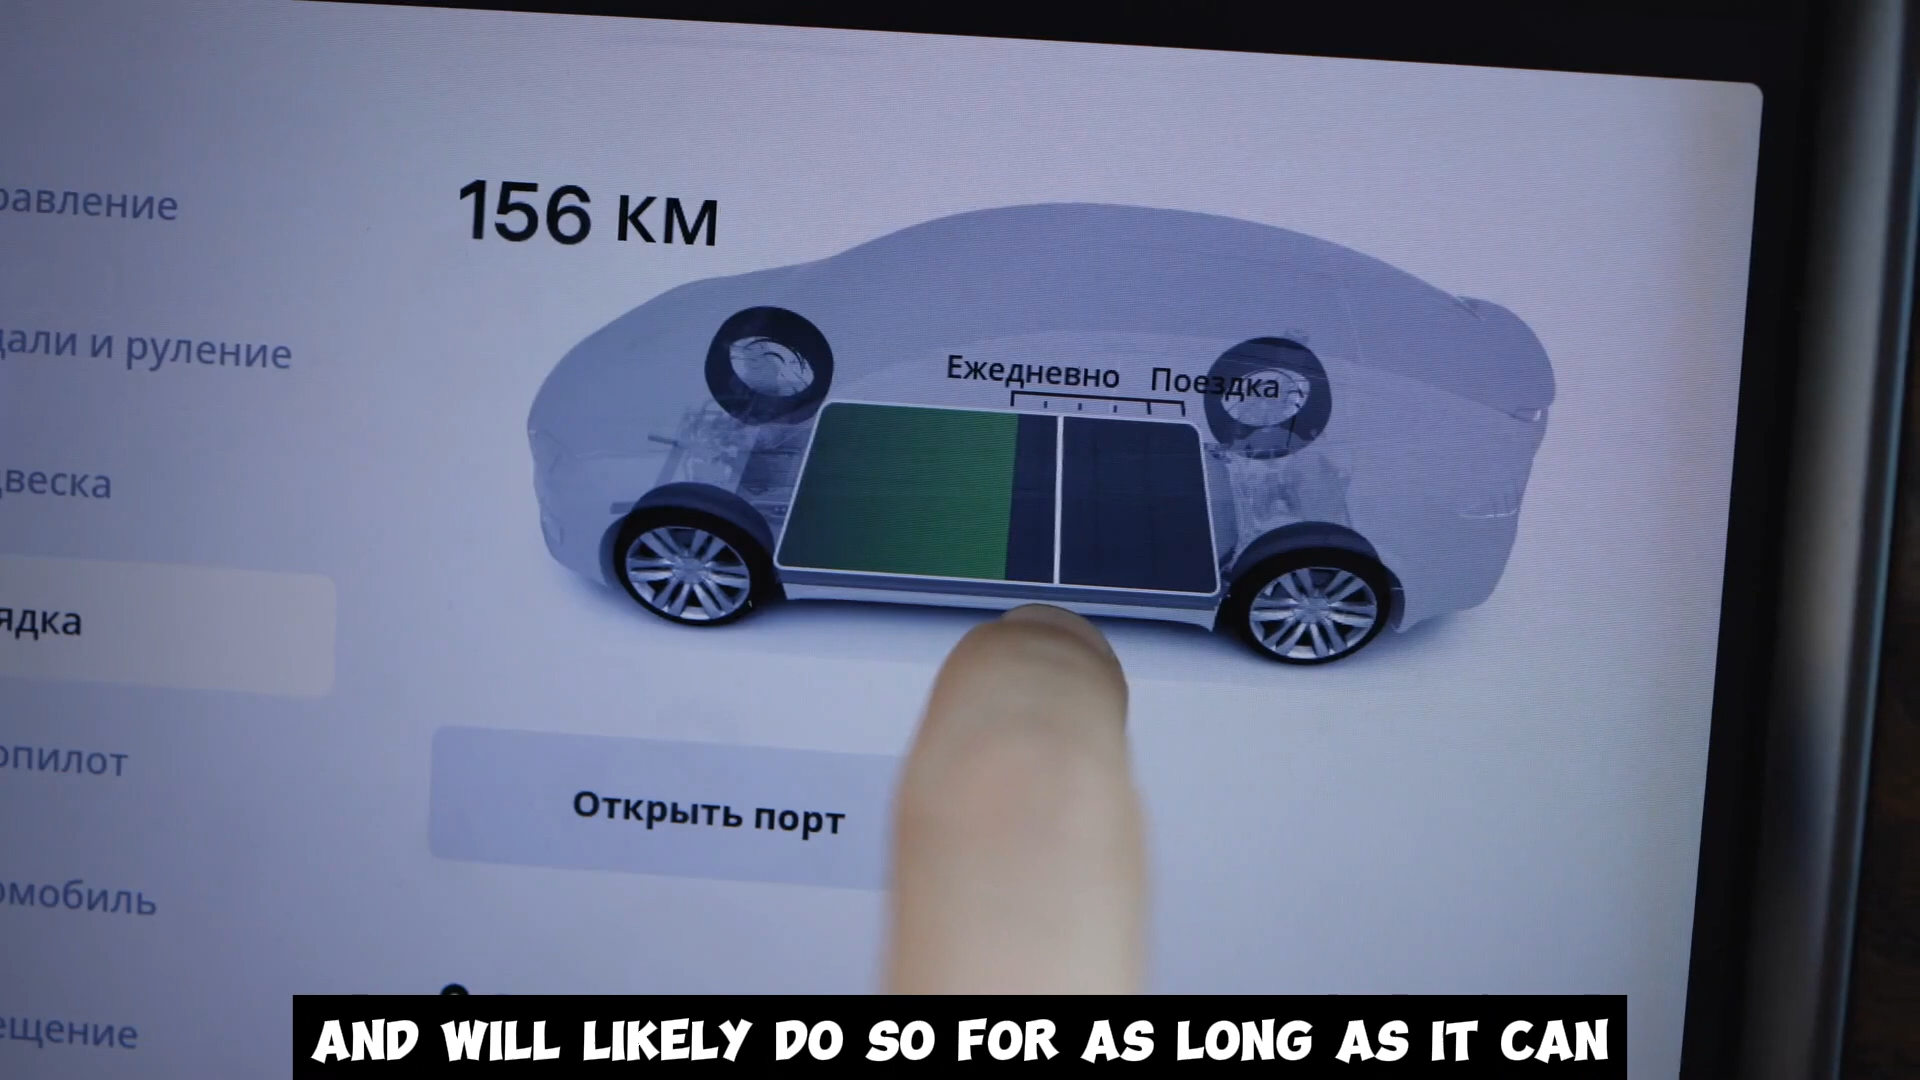 156 км
равление
дали и руление
Ежедневно Поездка
двеска
ядка
опилот
Открыть порт
омобиль
ещение
AND WILL LIKELY DO SO FOR AS LONG AS IT CAN